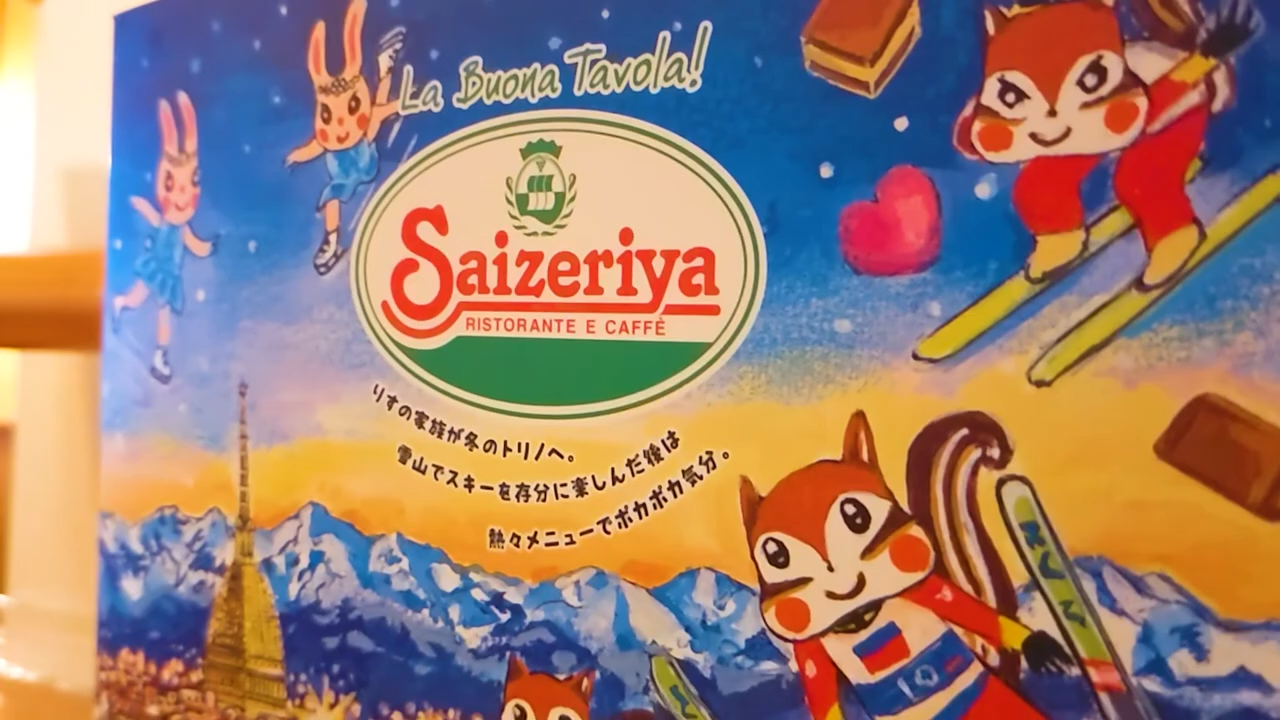 La Buona Tavola!
Saizeriya
RISTORANTE E CAFFÈ
りすの家族が冬のトリノへ。
雪山でスキーを存分に楽しんだ後は
熱々メニューでポカポカ気分。